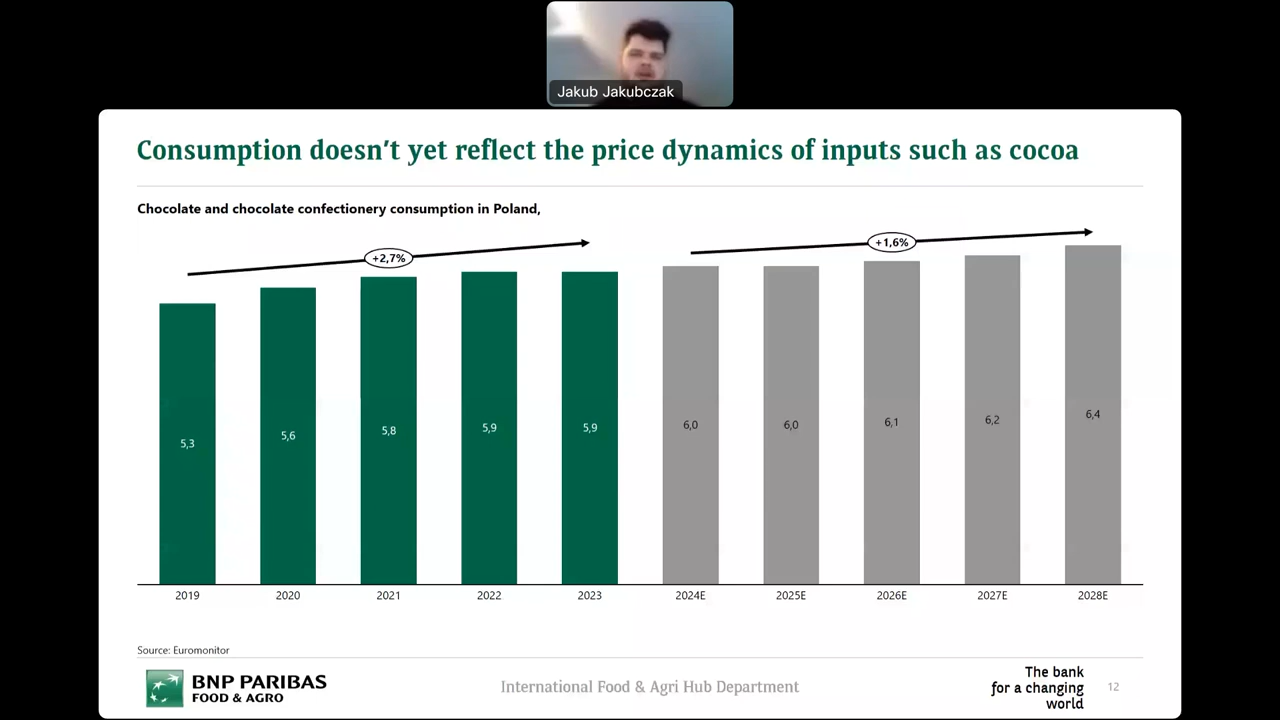 Jakub Jakubczak
Consumption doesn’t yet reflect the price dynamics of inputs such as cocoa
Chocolate and chocolate confectionery consumption in Poland,
+2,7%
+1,6%
5,3
5,6
5,8
5,9
5,9
6,0
6,0
6,1
6,2
6,4
2019
2020
2021
2022
2023
2024E
2025E
2026E
2027E
2028E
Source: Euromonitor
BNP PARIBAS
FOOD & AGRO
International Food & Agri Hub Department
The bank
for a changing
world
12